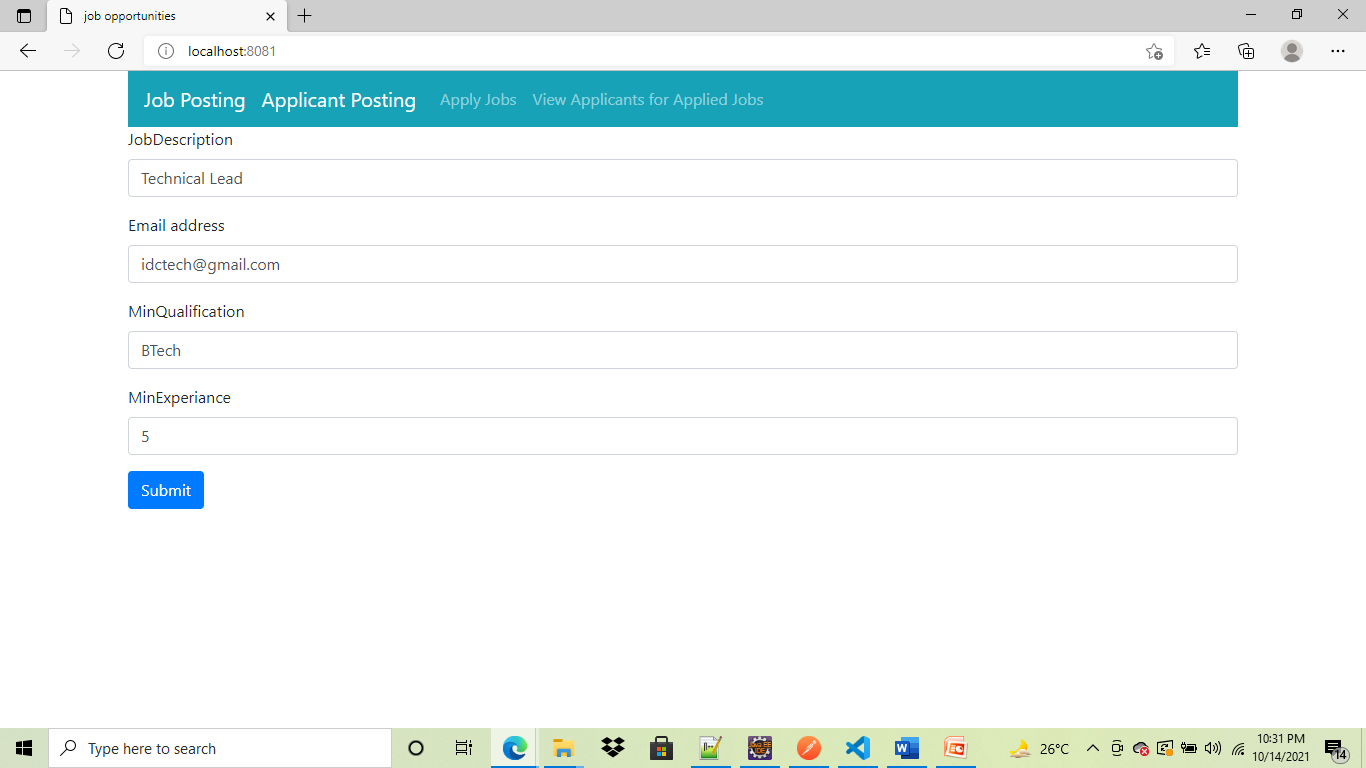 job opportunities
localhost:8081
Job Posting Applicant Posting Apply Jobs View Applicants for Applied Jobs
JobDescription
Technical Lead
Email address
idctech@gmail.com
MinQualification
BTech
MinExperiance
5
Submit
Type here to search
26°C
10:31 PM
10/14/2021
14